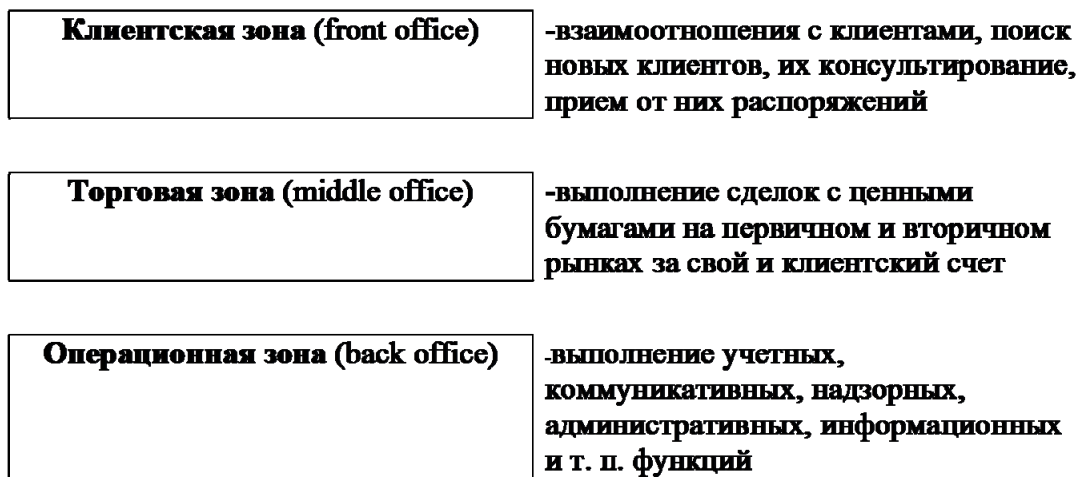 Клиентская зона (front office)
-взаимоотношения с клиентами, поиск
новых клиентов, их консультирование,
прием от них распоряжений
Торговая зона (middle office)
-выполнение сделок с ценными
бумагами на первичном и вторичном
рынках за свой и клиентский счет
Операционная зона (back office)
-выполнение учетных,
коммуникативных, надзорных,
административных, информационных
и т. п. функций